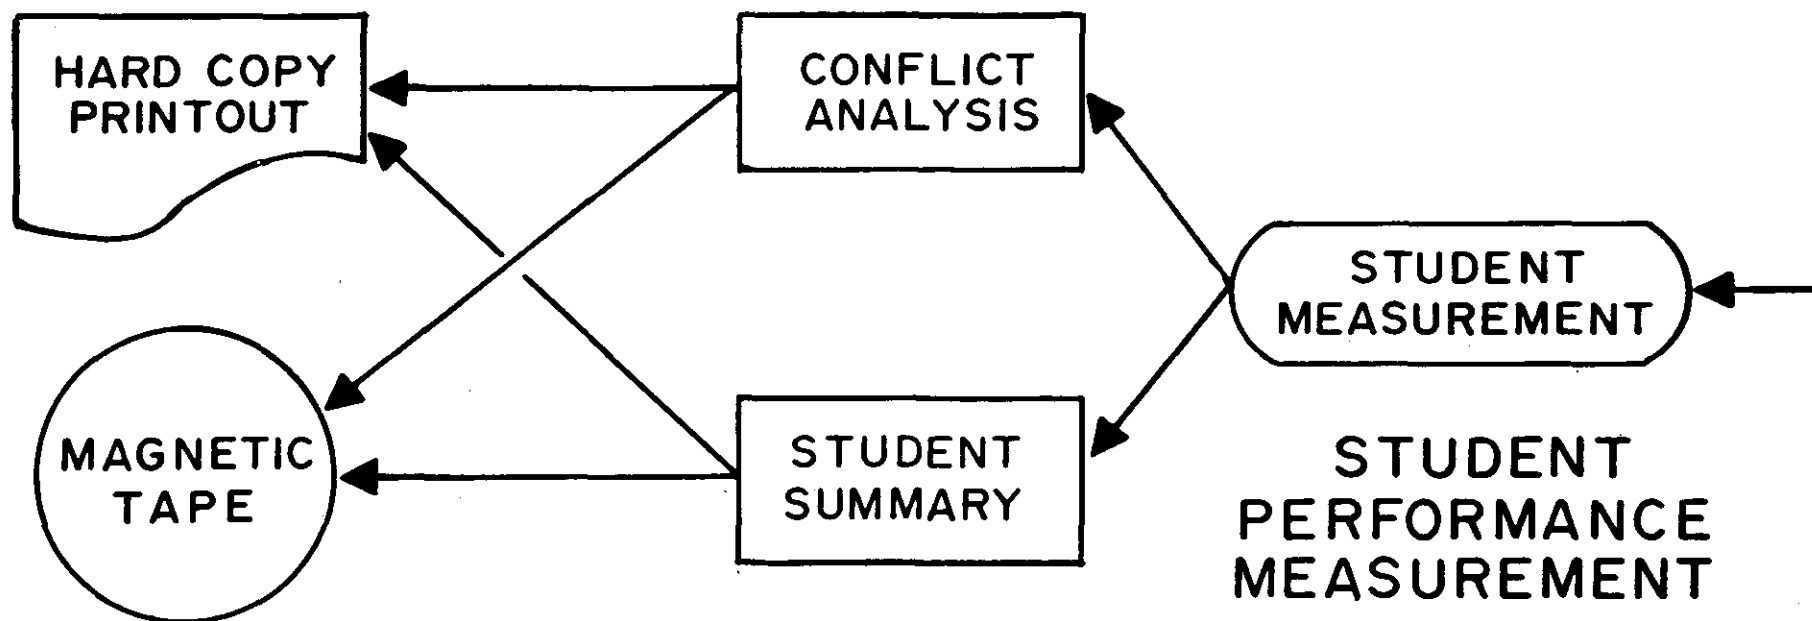 HARD COPY
PRINTOUT
CONFLICT
ANALYSIS
STUDENT
MEASUREMENT
MAGNETIC
TAPE
STUDENT
SUMMARY
STUDENT
PERFORMANCE
MEASUREMENT